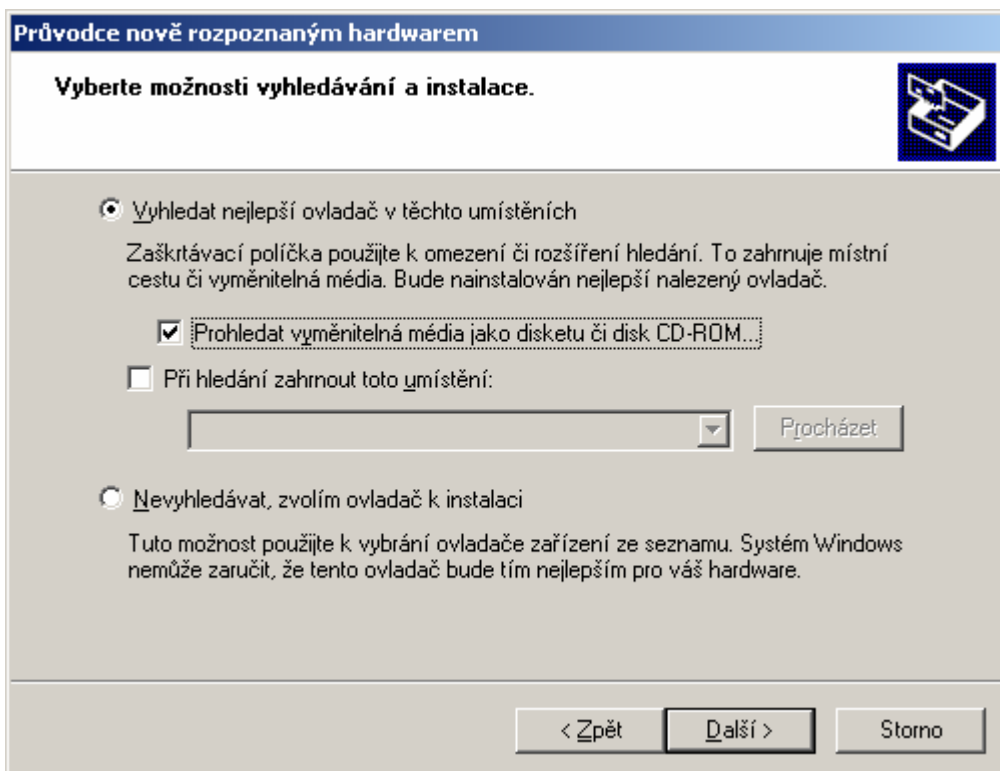 Průvodce nově rozpoznaným hardwarem
Vyberte možnosti vyhledávání a instalace.
Vyhledat nejlepší ovladač v těchto umístěních
Zaškrtávací políčka použijte k omezení či rozšíření hledání. To zahrnuje místní
cestu či vyměnitelná média. Bude nainstalován nejlepší nalezený ovladač.
Prohledat vyměnitelná média jako disketu či disk CD-ROM...
Při hledání zahrnout toto umístění:
Procházet
Nevyhledávat, zvolím ovladač k instalaci
Tuto možnost použijte k vybrání ovladače zařízení ze seznamu. Systém Windows
nemůže zaručit, že tento ovladač bude tím nejlepším pro váš hardware.
< Zpět Další > Storno